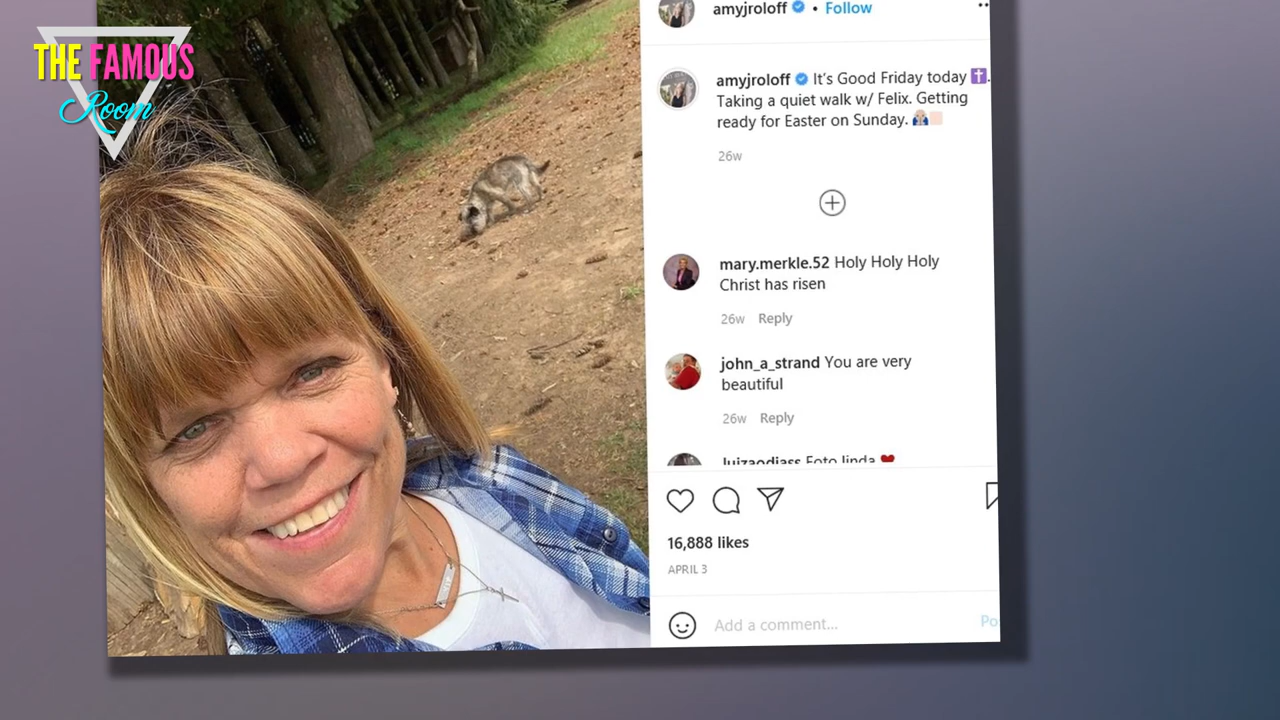 THE FAMOUS
Room
amyjroloff • Follow
amyjroloff It's Good Friday today
Taking a quiet walk w/ Felix. Getting
ready for Easter on Sunday.
26w
mary.merkle.52 Holy Holy Holy
Christ has risen
26w Reply
john_a_strand You are very
beautiful
26w Reply
luizaodiass Foto linda
16,888 likes
APRIL 3
Add a comment...
Po